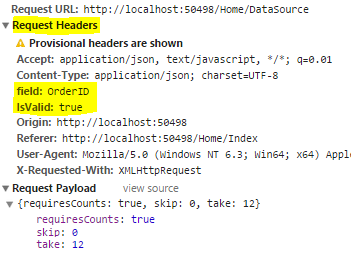 Request URL: http://localhost:50498/Home/DataSource
▼ Request Headers
⚠ Provisional headers are shown
Accept: application/json, text/javascript, */*; q=0.01
Content-Type: application/json; charset=UTF-8
field: OrderID
IsValid: true
Origin: http://localhost:50498
Referer: http://localhost:50498/Home/Index
User-Agent: Mozilla/5.0 (Windows NT 6.3; Win64; x64) Appl
X-Requested-With: XMLHttpRequest
▼ Request Payload view source
▼ {requiresCounts: true, skip: 0, take: 12}
requiresCounts: true
skip: 0
take: 12